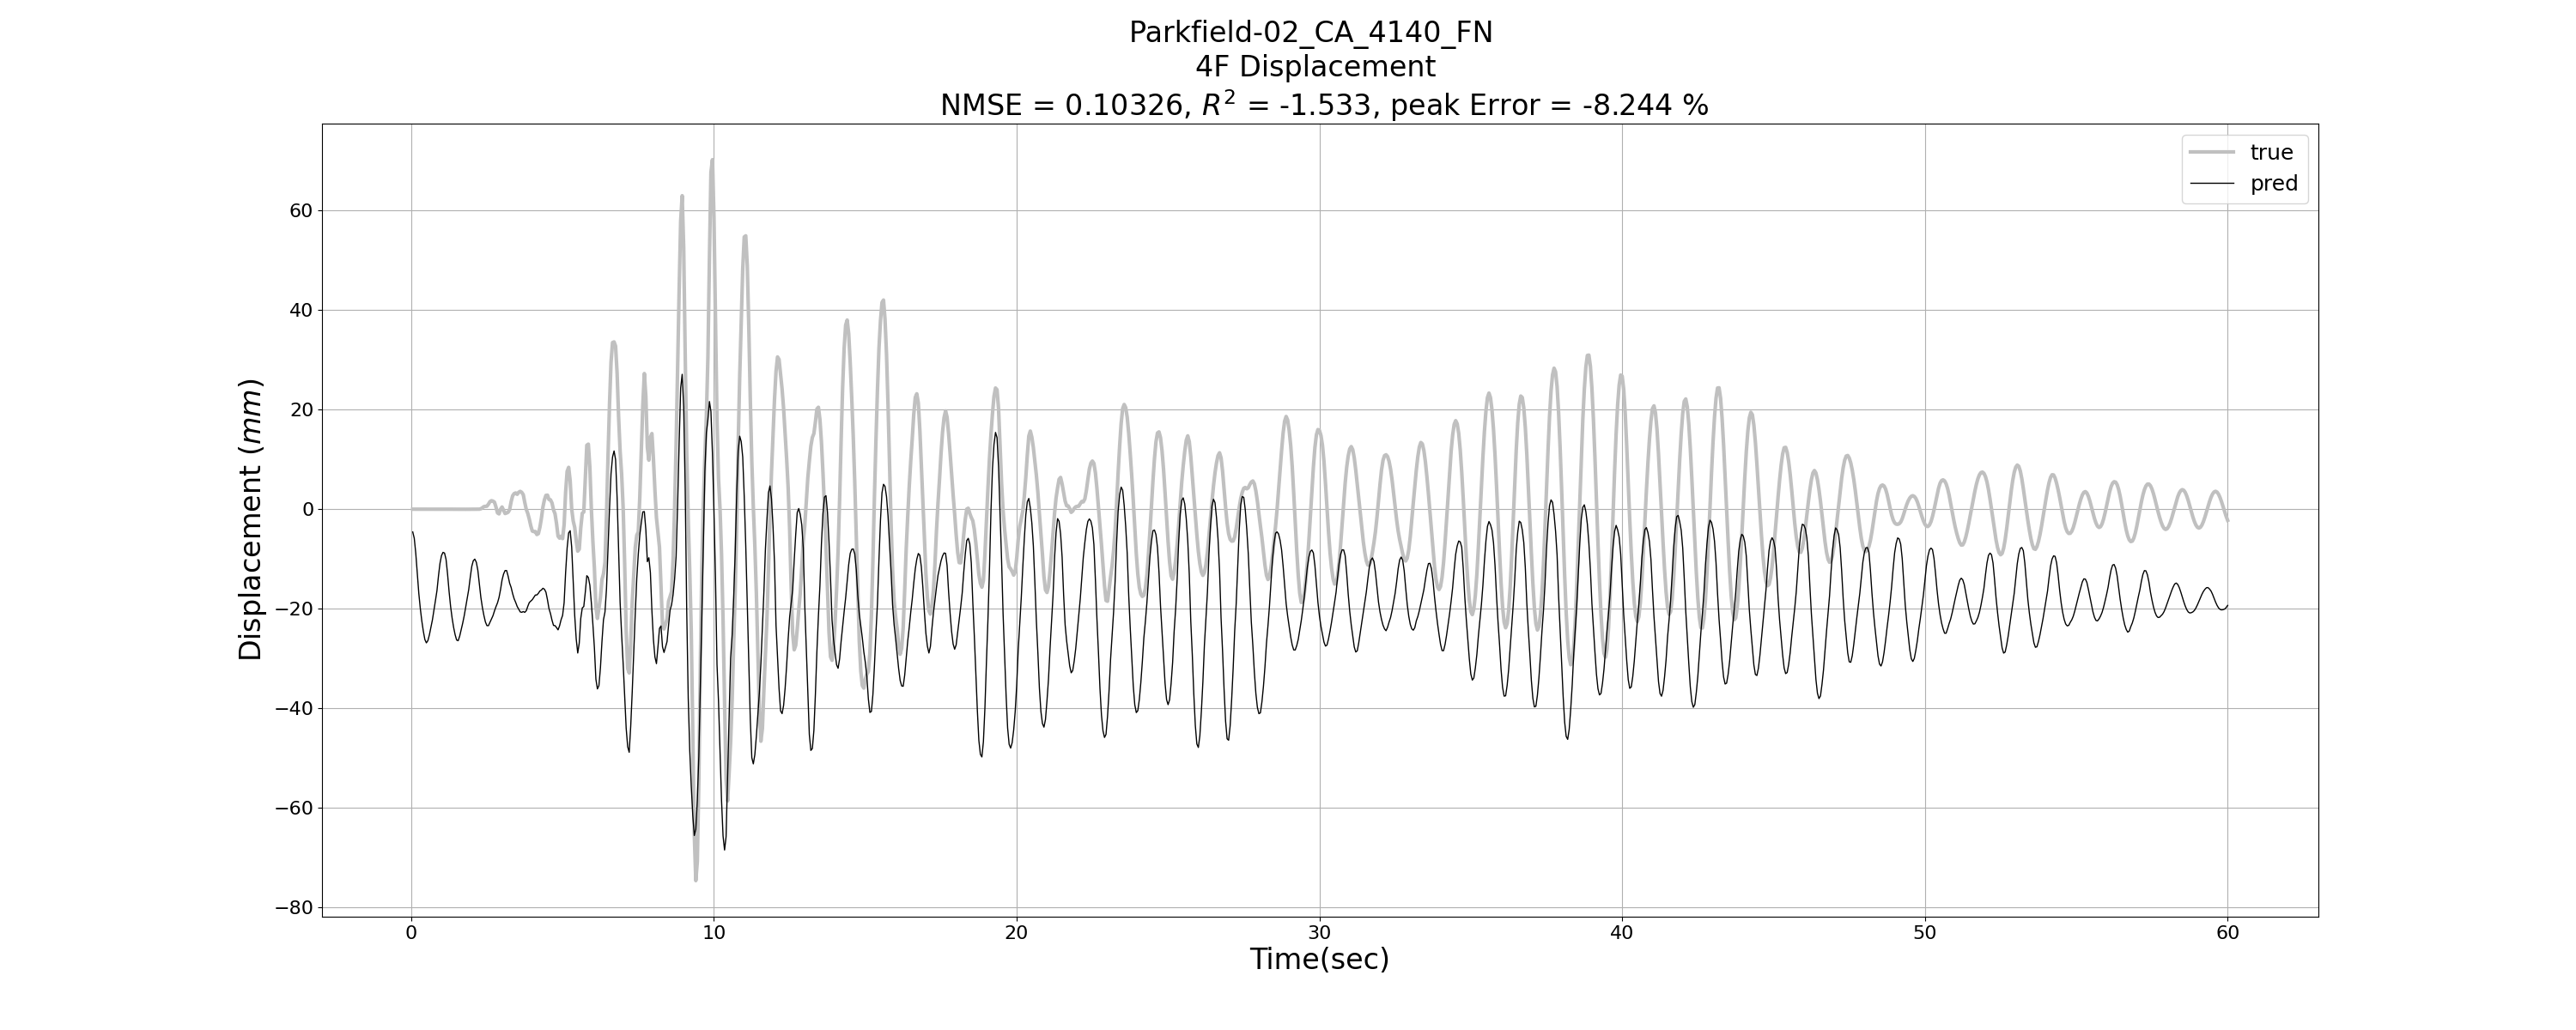 Parkfield-02_CA_4140_FN
4F Displacement
NMSE = 0.10326, R² = -1.533, peak Error = -8.244 %
true
pred
60
40
20
0
−20
−40
−60
−80
Displacement (mm)
0 10 20 30 40 50 60
Time(sec)